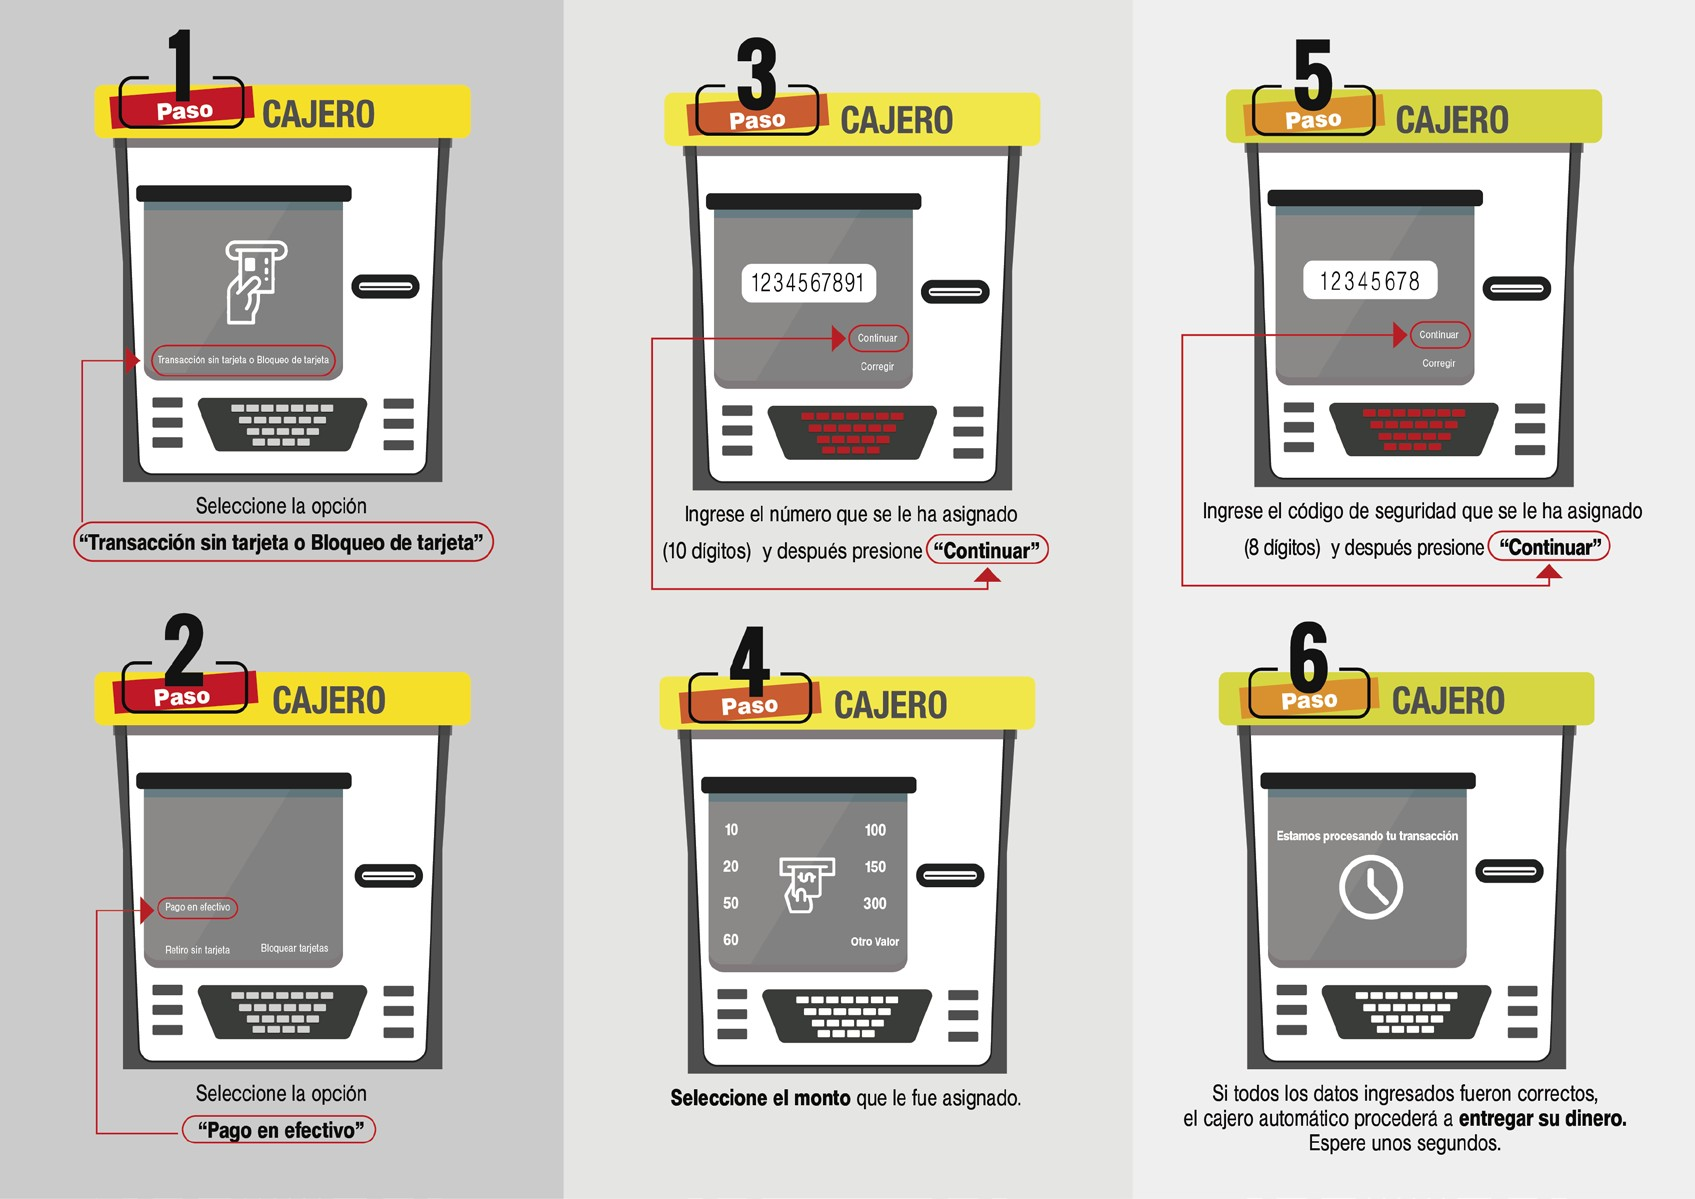 1
Paso
CAJERO
Transacción sin tarjeta o Bloqueo de tarjeta
Seleccione la opción
“Transacción sin tarjeta o Bloqueo de tarjeta”
2
Paso
CAJERO
Pago en efectivo
Retiro sin tarjeta
Bloquear tarjetas
Seleccione la opción
“Pago en efectivo”
3
Paso
CAJERO
1234567891
Continuar
Corregir
Ingrese el número que se le ha asignado
(10 dígitos) y después presione “Continuar”
4
Paso
CAJERO
10 100
20 150
50 300
60 Otro Valor
$
Seleccione el monto que le fue asignado.
5
Paso
CAJERO
12345678
Continuar
Corregir
Ingrese el código de seguridad que se le ha asignado
(8 dígitos) y después presione “Continuar”
6
Paso
CAJERO
Estamos procesando tu transacción
Si todos los datos ingresados fueron correctos,
el cajero automático procederá a entregar su dinero.
Espere unos segundos.